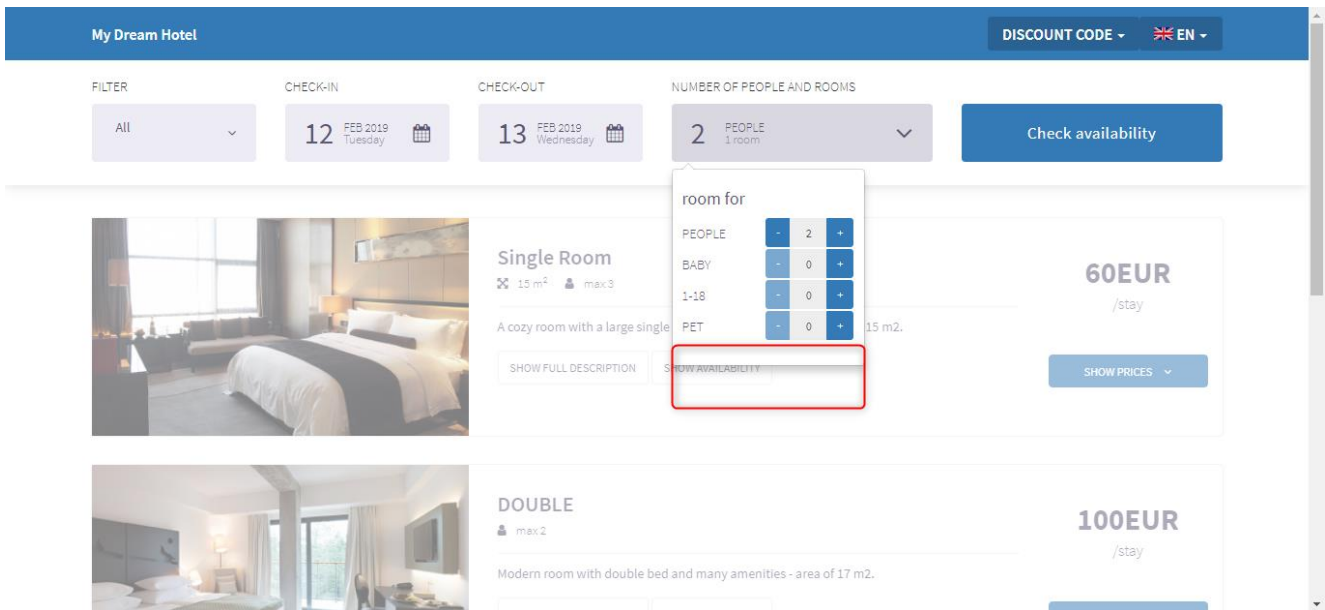 My Dream Hotel
DISCOUNT CODE
EN
FILTER
CHECK-IN
CHECK-OUT
NUMBER OF PEOPLE AND ROOMS
All
12 FEB 2019
Tuesday
13 FEB 2019
Wednesday
2 PEOPLE
1 room
Check availability
room for
PEOPLE - 2 +
BABY - 0 +
1-18 - 0 +
PET - 0 +
Single Room
15 m² max 3
A cozy room with a large single
15 m2.
SHOW FULL DESCRIPTION
SHOW AVAILABILITY
60EUR
/stay
SHOW PRICES
DOUBLE
max 2
Modern room with double bed and many amenities - area of 17 m2.
100EUR
/stay